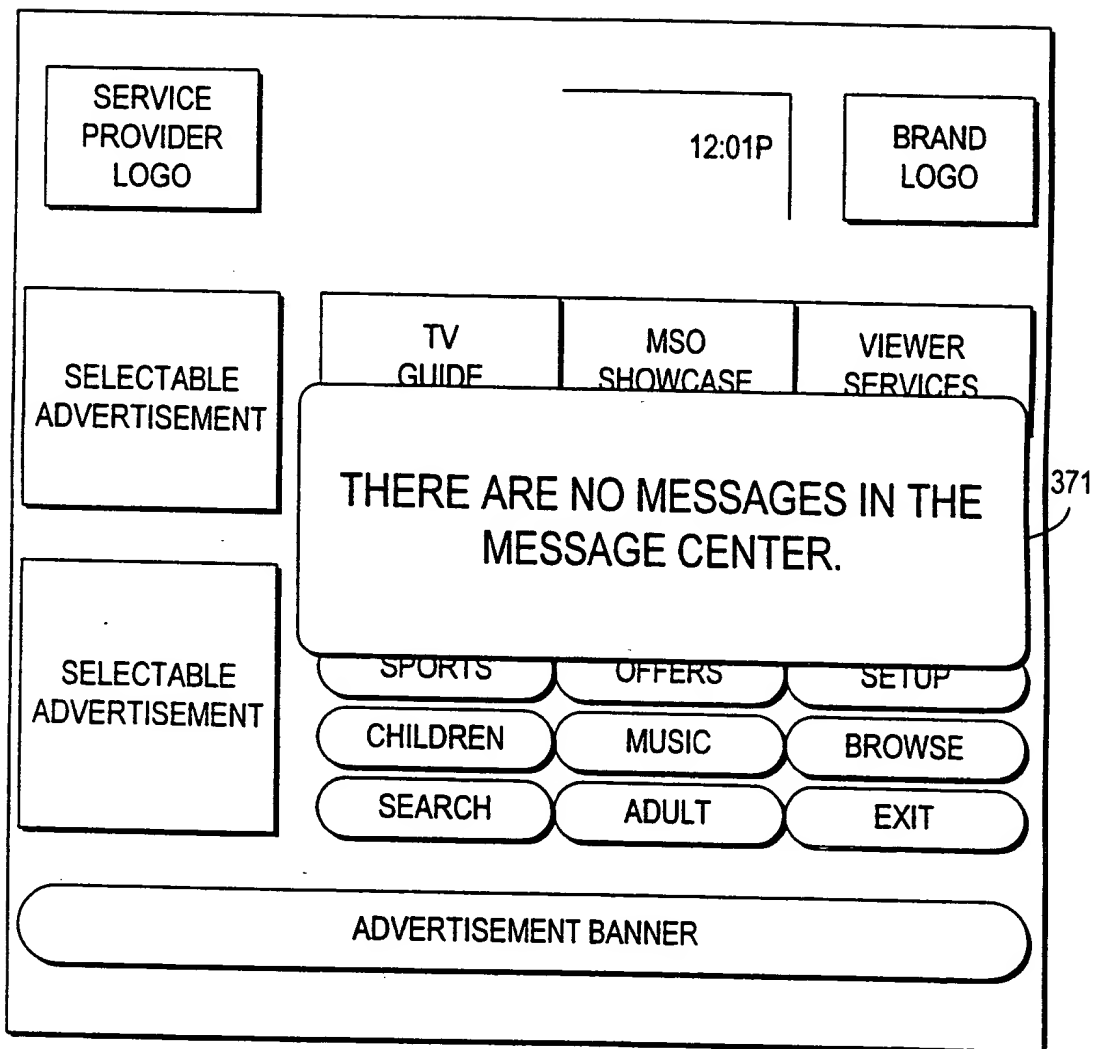 SERVICE
PROVIDER
LOGO
12:01P
BRAND
LOGO
SELECTABLE
ADVERTISEMENT
TV
GUIDE
MSO
SHOWCASE
VIEWER
SERVICES
THERE ARE NO MESSAGES IN THE
MESSAGE CENTER.
371
SELECTABLE
ADVERTISEMENT
SPORTS
OFFERS
SETUP
CHILDREN
MUSIC
BROWSE
SEARCH
ADULT
EXIT
ADVERTISEMENT BANNER